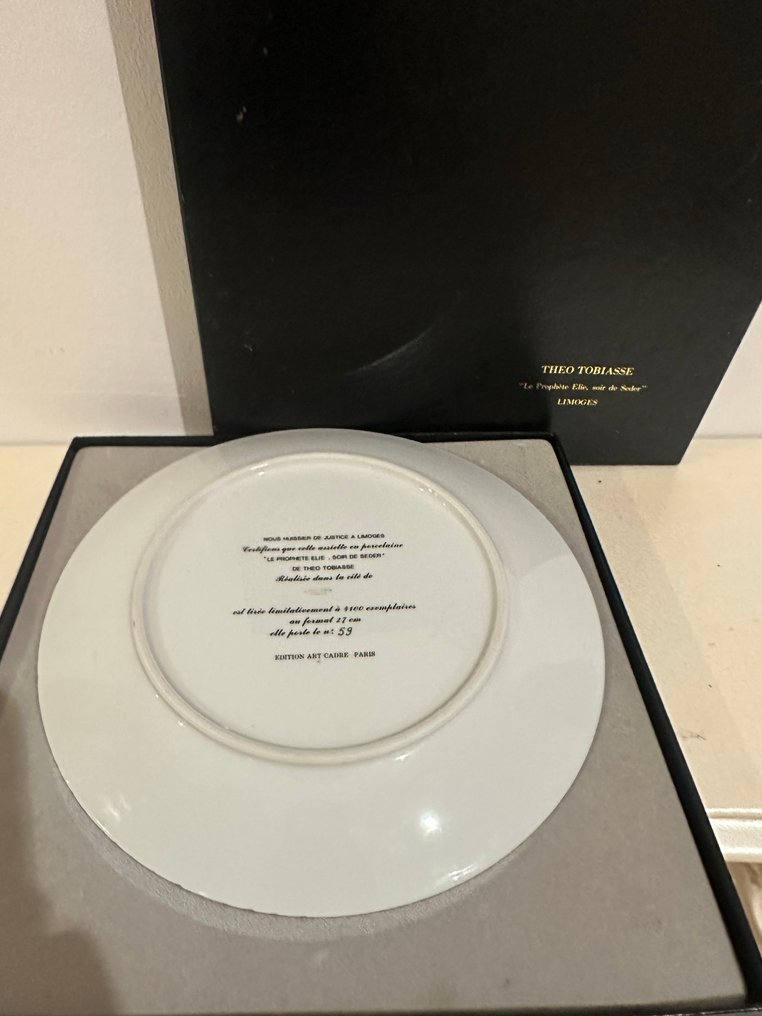 THEO TOBIASSE
"Le Prophète Elie, soir de Seder"
LIMOGES
NOUS HUISSIER DE JUSTICE A LIMOGES
Certifions que cette assiette en porcelaine
"LE PROPHETE ELIE , SOIR DE SEDER"
DE THEO TOBIASSE
Réalisée dans la cité de
est tirée limitativement à 4100 exemplaires
au format 27 cm
elle porte le n° 59
EDITION ART CADRE PARIS